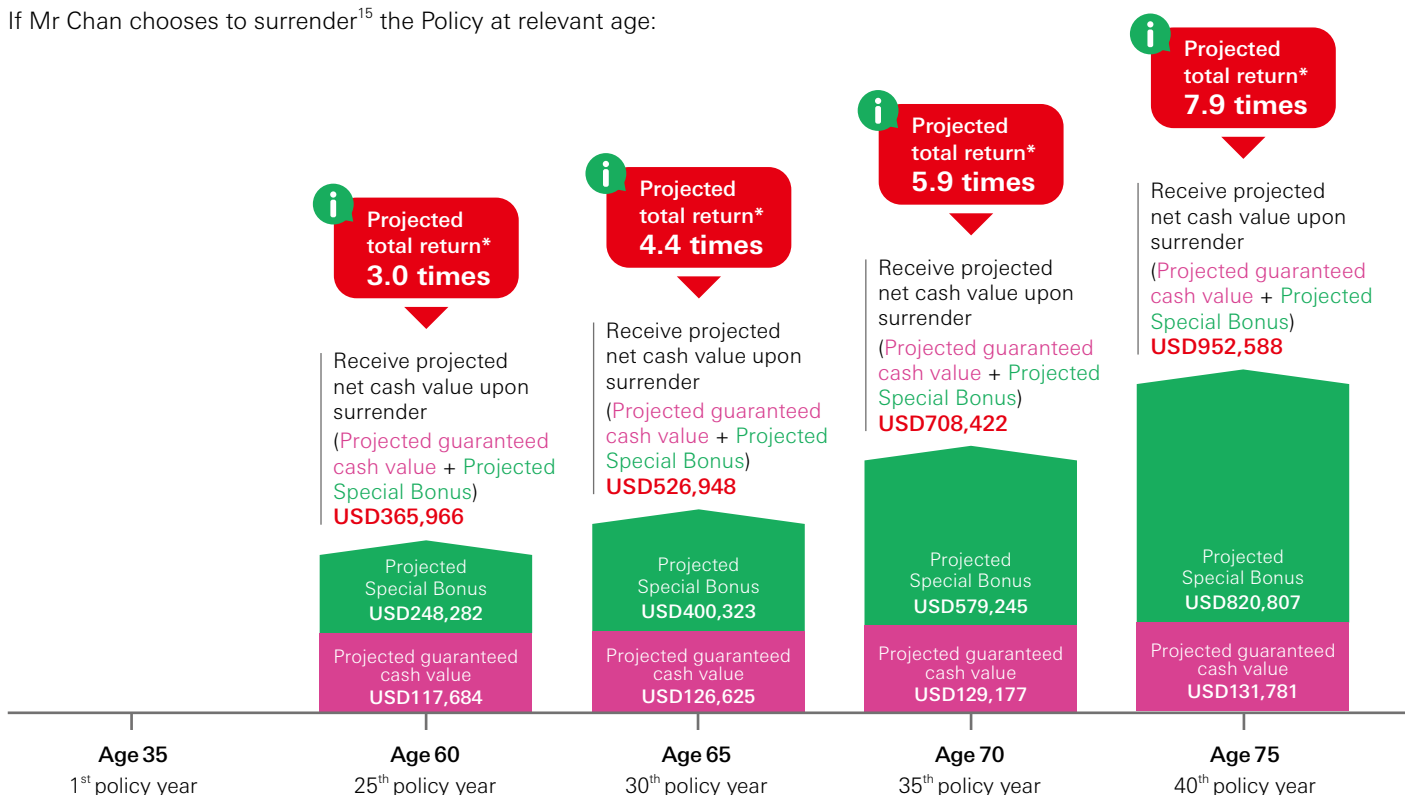 If Mr Chan chooses to surrender¹⁵ the Policy at relevant age:
i
Projected
total return*
3.0 times
Receive projected
net cash value upon
surrender
(Projected guaranteed
cash value + Projected
Special Bonus)
USD365,966
Projected
Special Bonus
USD248,282
Projected guaranteed
cash value
USD117,684
i
Projected
total return*
4.4 times
Receive projected
net cash value upon
surrender
(Projected guaranteed
cash value + Projected
Special Bonus)
USD526,948
Projected
Special Bonus
USD400,323
Projected guaranteed
cash value
USD126,625
i
Projected
total return*
5.9 times
Receive projected
net cash value upon
surrender
(Projected guaranteed
cash value + Projected
Special Bonus)
USD708,422
Projected
Special Bonus
USD579,245
Projected guaranteed
cash value
USD129,177
i
Projected
total return*
7.9 times
Receive projected
net cash value upon
surrender
(Projected guaranteed
cash value + Projected
Special Bonus)
USD952,588
Projected
Special Bonus
USD820,807
Projected guaranteed
cash value
USD131,781
Age 35
1st policy year
Age 60
25th policy year
Age 65
30th policy year
Age 70
35th policy year
Age 75
40th policy year